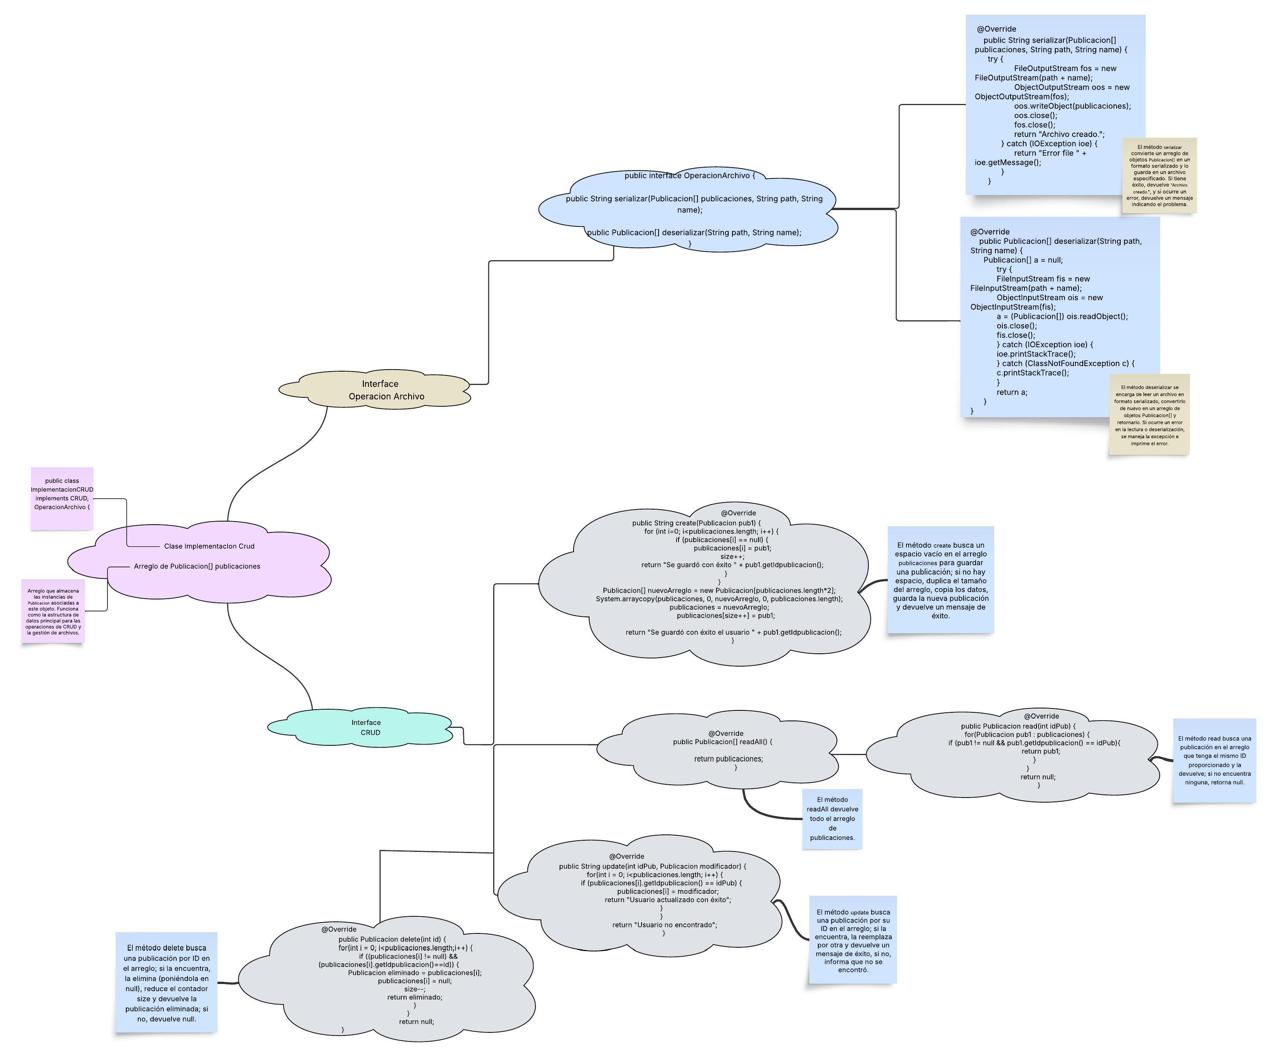 @Override
public String serializar(Publicacion[]
publicaciones, String path, String name) {
try {
FileOutputStream fos = new
FileOutputStream(path + name);
ObjectOutputStream oos = new
ObjectOutputStream(fos);
oos.writeObject(publicaciones);
oos.close();
fos.close();
return "Archivo creado.";
} catch (IOException ioe) {
return "Error file " +
ioe.getMessage();
}
}
El método serializar
convierte un arreglo de
objetos Publicacion[] en un
formato serializado y lo
guarda en un archivo
especificado. Si tiene
éxito, devuelve "Archivo
creado.", y si ocurre un
error, devuelve un mensaje
indicando el problema.
public interface OperacionArchivo {
public String serializar(Publicacion[] publicaciones, String path, String
name);
public Publicacion[] deserializar(String path, String name);
}
@Override
public Publicacion[] deserializar(String path,
String name) {
Publicacion[] a = null;
try {
FileInputStream fis = new
FileInputStream(path + name);
ObjectInputStream ois = new
ObjectInputStream(fis);
a = (Publicacion[]) ois.readObject();
ois.close();
fis.close();
} catch (IOException ioe) {
ioe.printStackTrace();
} catch (ClassNotFoundException c) {
c.printStackTrace();
}
return a;
}
}
El método deserializar se
encarga de leer un archivo en
formato serializado, convertirlo
de nuevo en un arreglo de
objetos Publicacion[] y
retornarlo. Si ocurre un error
en la lectura o deserialización,
se maneja la excepción e
imprime el error.
Interface
Operacion Archivo
public class
ImplementacionCRUD
implements CRUD,
OperacionArchivo {
Clase Implementacion Crud
Arreglo de Publicacion[] publicaciones
Arreglo que almacena
las instancias de
Publicacion asociadas a
este objeto. Funciona
como la estructura de
datos principal para las
operaciones de CRUD y
la gestión de archivos.
Interface
CRUD
@Override
public String create(Publicacion pub1) {
for (int i=0; i<publicaciones.length; i++) {
if (publicaciones[i] == null) {
publicaciones[i] = pub1;
size++;
return "Se guardó con éxito " + pub1.getIdpublicacion();
}
}
Publicacion[] nuevoArreglo = new Publicacion[publicaciones.length*2];
System.arraycopy(publicaciones, 0, nuevoArreglo, 0, publicaciones.length);
publicaciones = nuevoArreglo;
publicaciones[size++] = pub1;
return "Se guardó con éxito el usuario " + pub1.getIdpublicacion();
}
El método create busca un
espacio vacío en el arreglo
publicaciones para guardar
una publicación; si no hay
espacio, duplica el tamaño
del arreglo, copia los datos,
guarda la nueva publicación
y devuelve un mensaje de
éxito.
@Override
public Publicacion[] readAll() {
return publicaciones;
}
El método
readAll devuelve
todo el arreglo
de
publicaciones.
@Override
public Publicacion read(int idPub) {
for(Publicacion pub1 : publicaciones) {
if (pub1 != null && pub1.getIdpublicacion() == idPub){
return pub1;
}
}
return null;
}
El método read busca una
publicación en el arreglo
que tenga el mismo ID
proporcionado y la
devuelve; si no encuentra
ninguna, retorna null.
@Override
public String update(int idPub, Publicacion modificador) {
for(int i = 0; i<publicaciones.length; i++) {
if (publicaciones[i].getIdpublicacion() == idPub) {
publicaciones[i] = modificador;
return "Usuario actualizado con éxito";
}
}
return "Usuario no encontrado";
}
El método update busca
una publicación por su
ID en el arreglo; si la
encuentra, la reemplaza
por otra y devuelve un
mensaje de éxito, si no,
informa que no se
encontró.
@Override
public Publicacion delete(int id) {
for(int i = 0; i<publicaciones.length;i++) {
if ((publicaciones[i] != null) &&
(publicaciones[i].getIdpublicacion()==id)) {
Publicacion eliminado = publicaciones[i];
publicaciones[i] = null;
size--;
return eliminado;
}
}
return null;
}
El método delete busca
una publicación por ID en
el arreglo; si la encuentra,
la elimina (poniéndola en
null), reduce el contador
size y devuelve la
publicación eliminada; si
no, devuelve null.